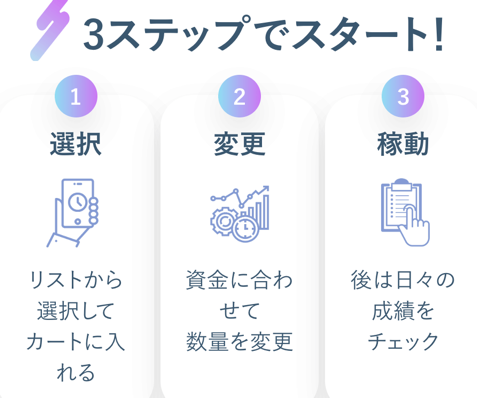 3ステップでスタート!
1
選択
リストから
選択して
カートに入
れる
2
変更
資金に合わ
せて
数量を変更
3
稼動
後は日々の
成績を
チェック